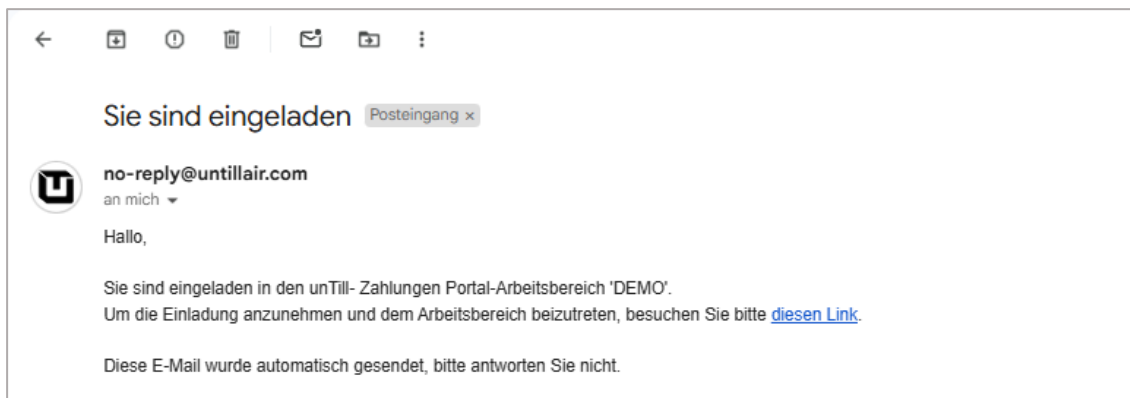 Sie sind eingeladen Posteingang ×
no-reply@untillair.com
an mich
Hallo,
Sie sind eingeladen in den unTill- Zahlungen Portal-Arbeitsbereich 'DEMO'.
Um die Einladung anzunehmen und dem Arbeitsbereich beizutreten, besuchen Sie bitte diesen Link.
Diese E-Mail wurde automatisch gesendet, bitte antworten Sie nicht.